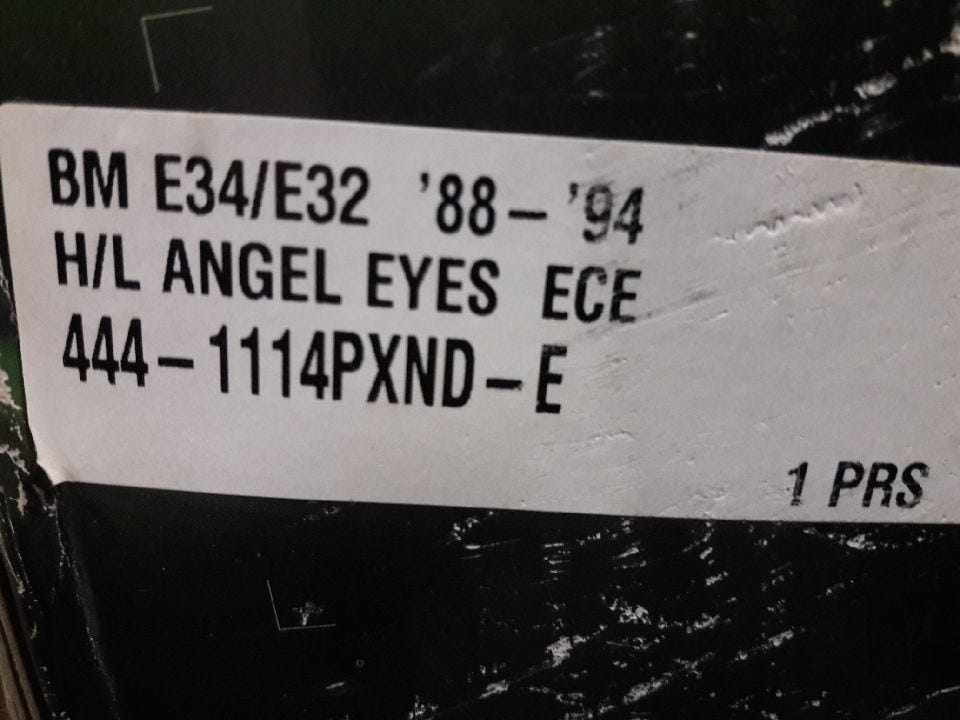 BM E34/E32 '88-'94
H/L ANGEL EYES ECE
444-1114PXND-E
1 PRS